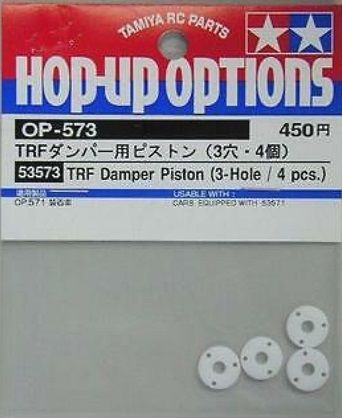 TAMIYA RC PARTS
HOP-UP OPTIONS
OP-573
450円
TRFダンパー用ピストン（3穴・4個）
53573 TRF Damper Piston (3-Hole / 4 pcs.)
適用製品
USABLE WITH :
OP.571 装着車
CARS EQUIPPED WITH 53571